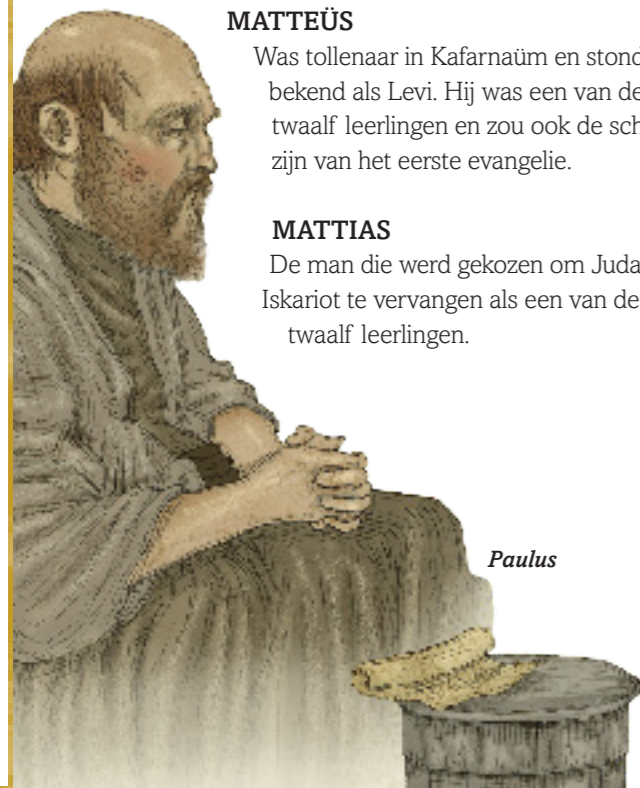 MATTEÜS
Was tollenaar in Kafarnaüm en stond
bekend als Levi. Hij was een van de
twaalf leerlingen en zou ook de
zijn van het eerste evangelie.
MATTIAS
De man die werd gekozen om
Iskariot te vervangen als een van de
twaalf leerlingen.
Paulus